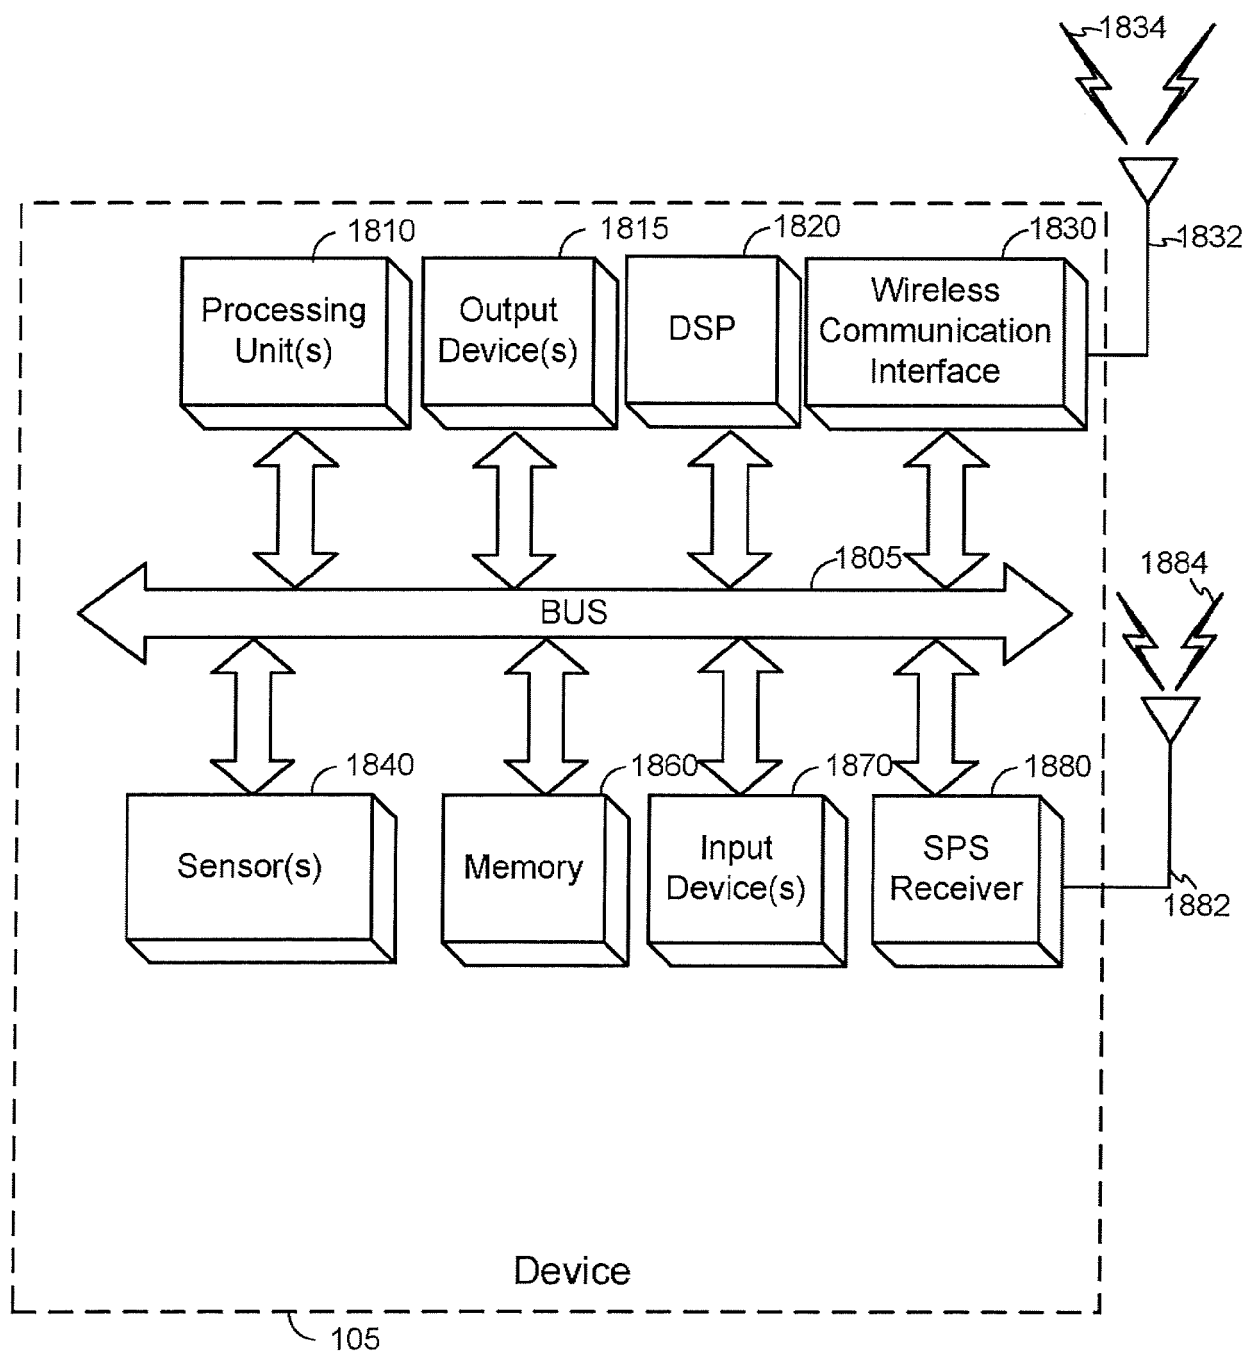 1834
1832
1810
1815
1820
1830
Processing
Unit(s)
Output
Device(s)
DSP
Wireless
Communication
Interface
1805
BUS
1884
1882
1840
1860
1870
1880
Sensor(s)
Memory
Input
Device(s)
SPS
Receiver
Device
105